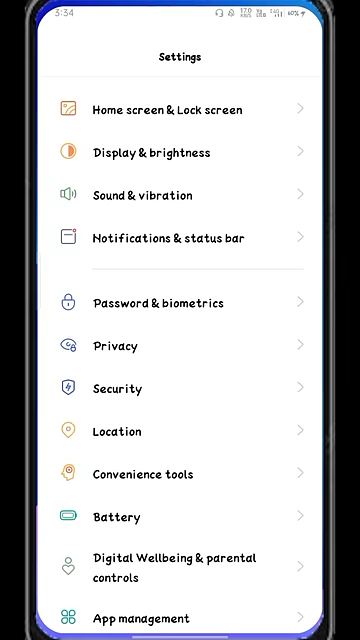 3:34
60%
Settings
Home screen & Lock screen
Display & brightness
Sound & vibration
Notifications & status bar
Password & biometrics
Privacy
Security
Location
Convenience tools
Battery
Digital Wellbeing & parental
controls
App management